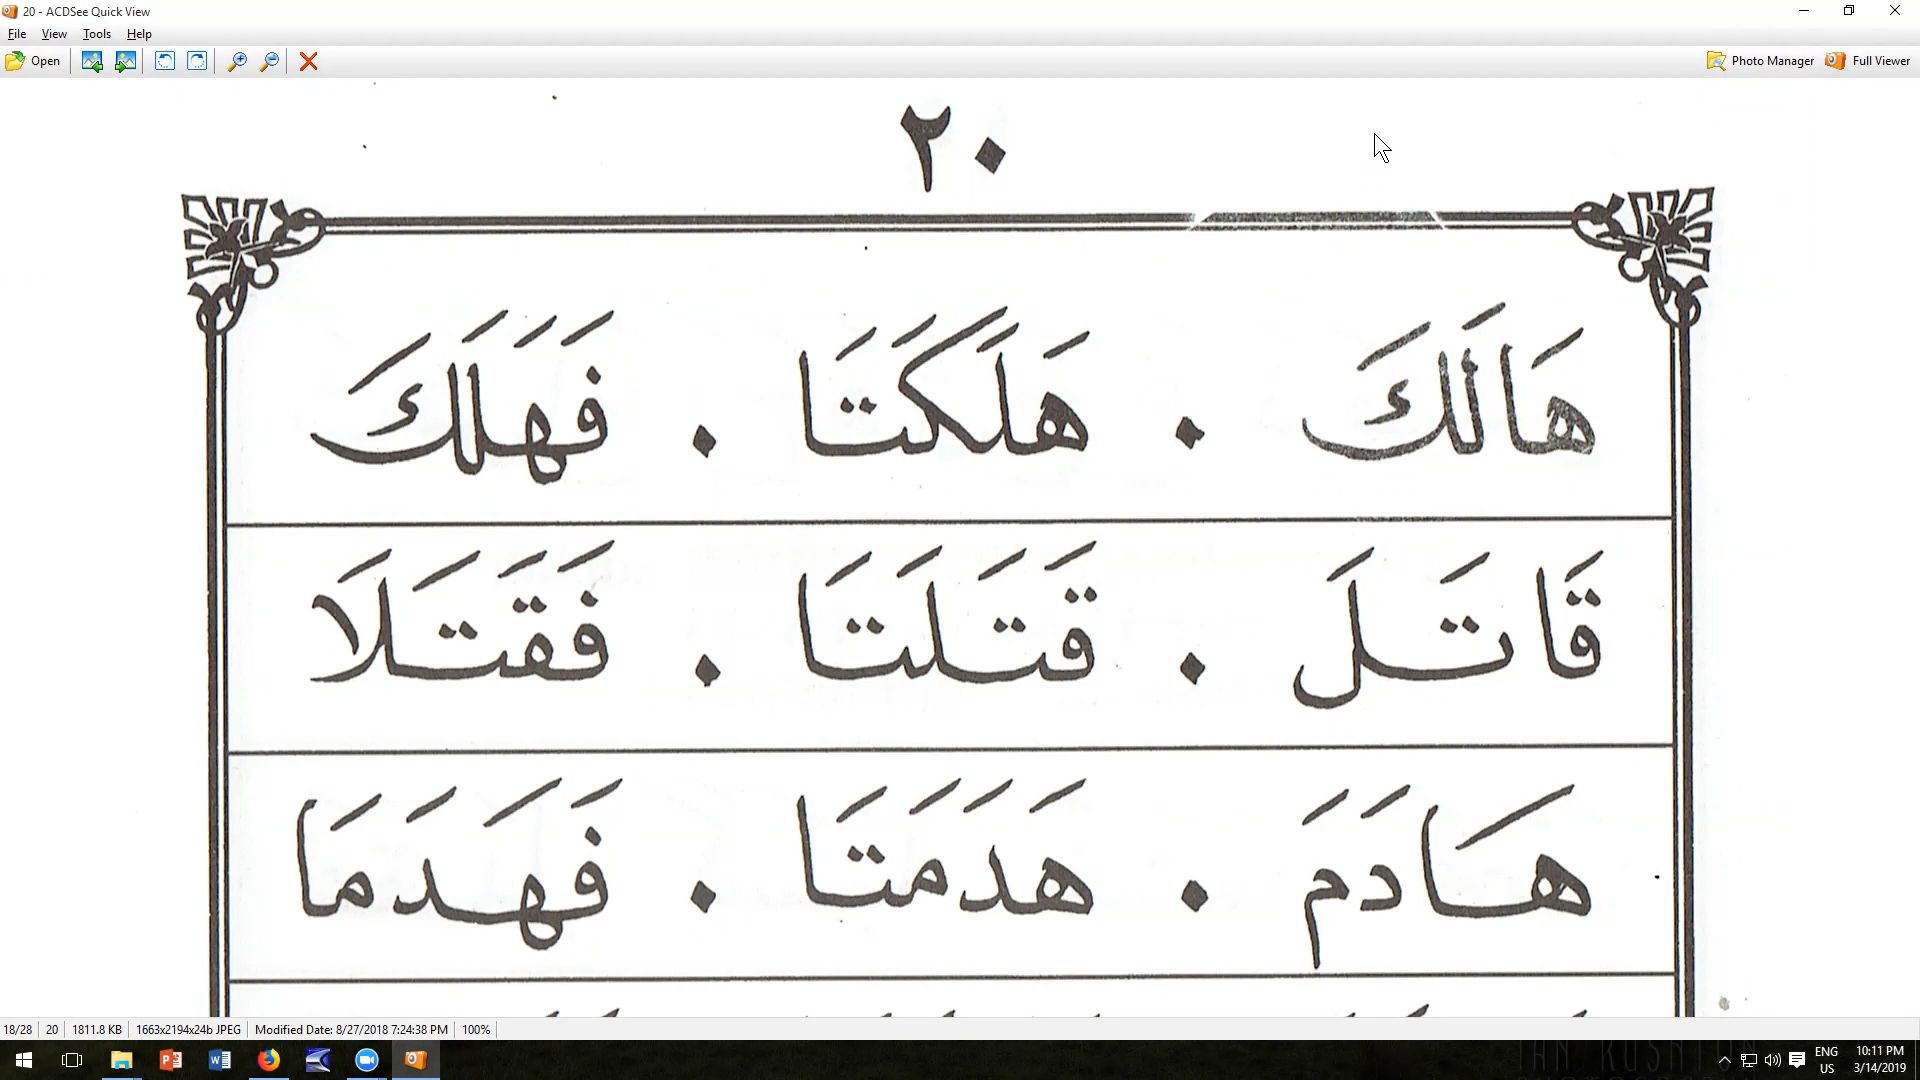 20 - ACDSee Quick View
File View Tools Help
Open Photo Manager Full Viewer
٢٠
هَالَكَ . هَلَكَتَا . فَهَلَكَ
قَاتَلَ . قَتَلَتَا . فَقَتَلَا
هَادَمَ . هَدَمَتَا . فَهَدَمَا
18/28 20 1811.8 KB 1663x2194x24b JPEG Modified Date: 8/27/2018 7:24:38 PM 100%
ENG 10:11 PM
US 3/14/2019